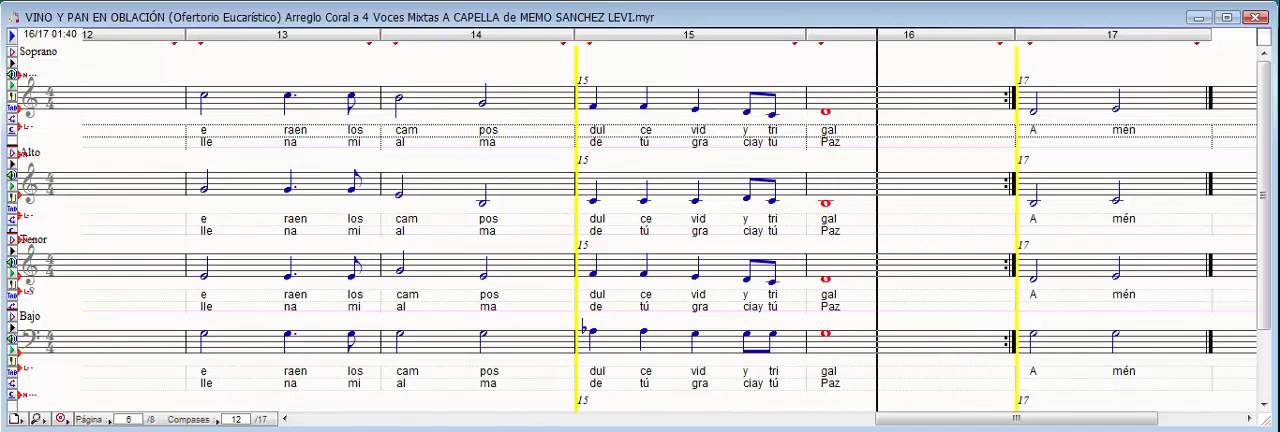 VINO Y PAN EN OBLACIÓN (Ofertorio Eucarístico) Arreglo Coral a 4 Voces Mixtas A CAPELLA de MEMO SANCHEZ LEVI.myr
16/17 01:40 12 13 14 15 16 17
Soprano
15 17
e raen los cam pos dul ce vid y tri gal A mén
lle na mi al ma de tú gra ciay tú Paz
Alto
15 17
e raen los cam pos dul ce vid y tri gal A mén
lle na mi al ma de tú gra ciay tú Paz
Tenor
15 17
e raen los cam pos dul ce vid y tri gal A mén
lle na mi al ma de tú gra ciay tú Paz
Bajo
e raen los cam pos dul ce vid y tri gal A mén
lle na mi al ma de tú gra ciay tú Paz
15 17
Página : 6 /8 Compases : 12 /17